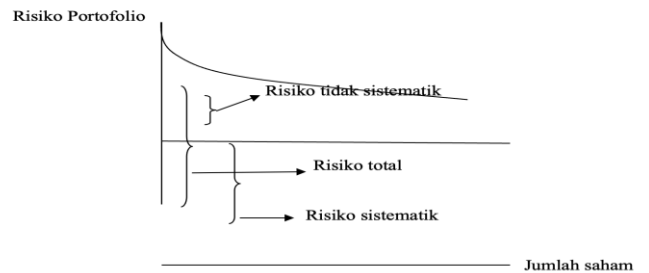 Risiko Portofolio
Risiko tidak sistematik
Risiko total
Risiko sistematik
Jumlah saham